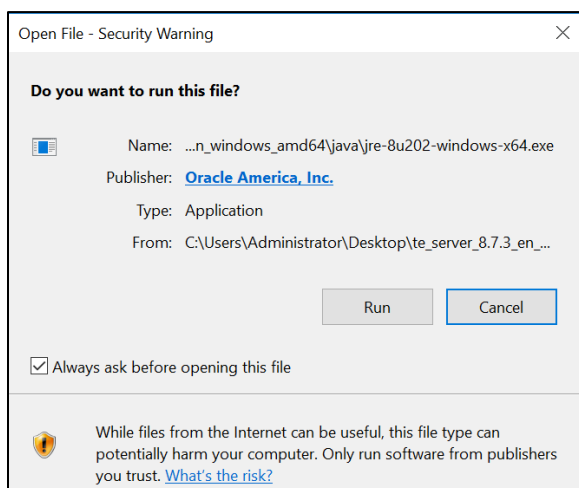 Open File - Security Warning
Do you want to run this file?
Name: ...n_windows_amd64\java\jre-8u202-windows-x64.exe
Publisher: Oracle America, Inc.
Type: Application
From: C:\Users\Administrator\Desktop\te_server_8.7.3_en_...
Run Cancel
Always ask before opening this file
While files from the Internet can be useful, this file type can
potentially harm your computer. Only run software from publishers
you trust. What's the risk?